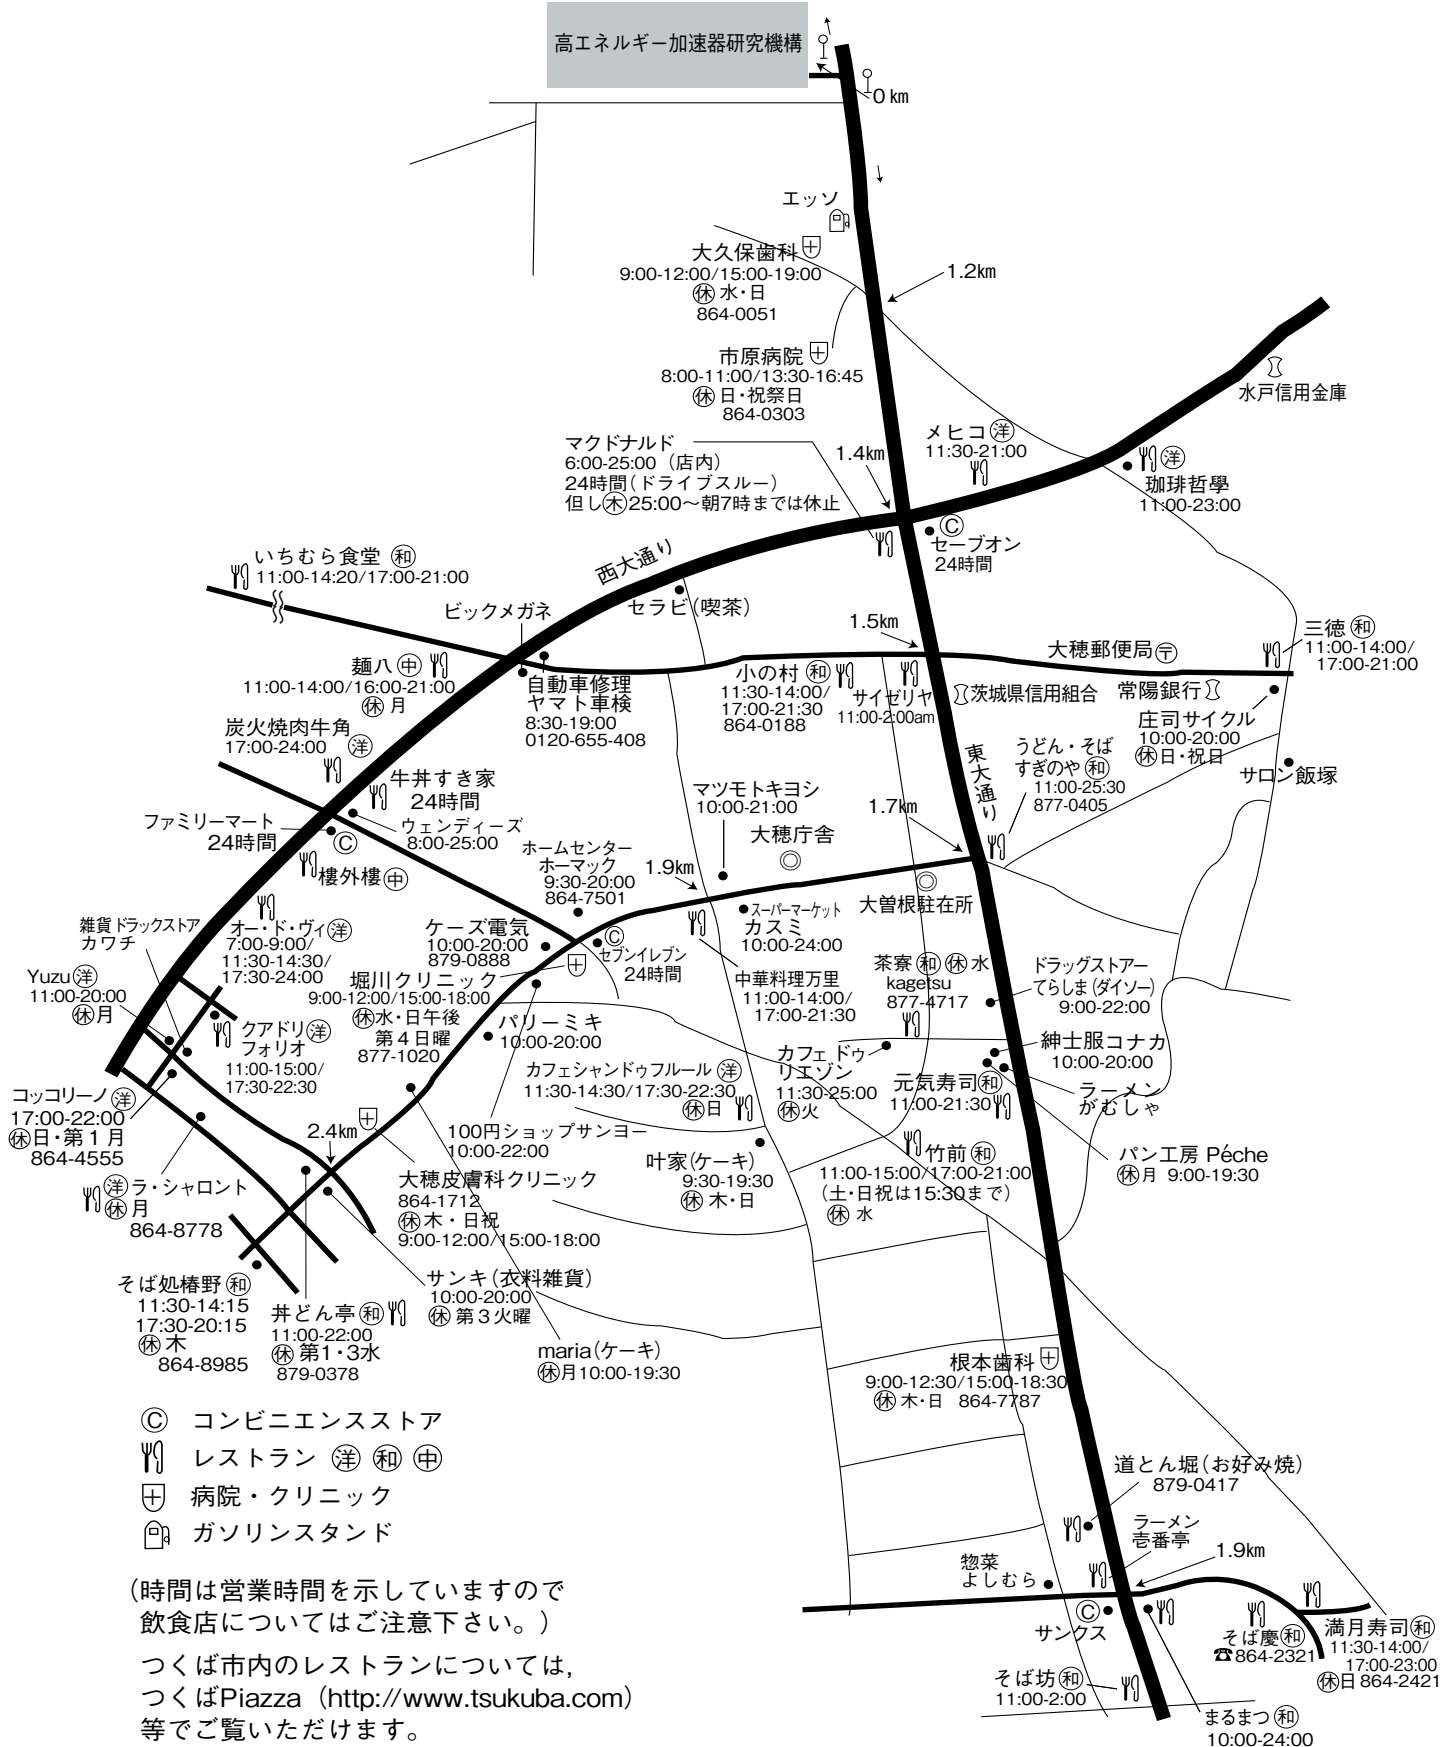 高エネルギー加速器研究機構
0 km
エッソ
大久保歯科
9:00-12:00/15:00-19:00
休 水・日
864-0051
1.2km
市原病院
8:00-11:00/13:30-16:45
休 日・祝祭日
864-0303
水戸信用金庫
マクドナルド
6:00-25:00（店内）
24時間（ドライブスルー）
但し木25:00〜朝7時までは休止
1.4km
メヒコ 洋
11:30-21:00
洋
珈琲哲學
11:00-23:00
C
セーブオン
24時間
西大通り
いちむら食堂 和
11:00-14:20/17:00-21:00
ビックメガネ
セラビ（喫茶）
1.5km
大穂郵便局 〒
三徳 和
11:00-14:00/
17:00-21:00
麺八 中
11:00-14:00/16:00-21:00
休 月
自動車修理
ヤマト車検
8:30-19:00
0120-655-408
小の村 和
11:30-14:00/
17:00-21:30
864-0188
サイゼリヤ
11:00-2:00am
茨城県信用組合
常陽銀行
庄司サイクル
10:00-20:00
休日・祝日
サロン飯塚
炭火焼肉牛角
17:00-24:00 洋
牛丼すき家
24時間
ウェンディーズ
8:00-25:00
ファミリーマート
24時間
C
樓外樓 中
東大通り
うどん・そば
すぎのや 和
11:00-25:30
877-0405
マツモトキヨシ
10:00-21:00
大穂庁舎
1.7km
ホームセンター
ホーマック
9:30-20:00
864-7501
1.9km
スーパーマーケット
カスミ
10:00-24:00
大曽根駐在所
雑貨ドラックストア
カワチ
オー・ド・ヴィ 洋
7:00-9:00/
11:30-14:30/
17:30-24:00
ケーズ電気
10:00-20:00
879-0888
C
セブンイレブン
24時間
Yuzu 洋
11:00-20:00
休月
堀川クリニック
9:00-12:00/15:00-18:00
休水・日午後
第4日曜
877-1020
中華料理万里
11:00-14:00/
17:00-21:30
茶寮 和 休 水
kagetsu
877-4717
ドラッグストアー
てらしま（ダイソー）
9:00-22:00
クアドリ 洋
フォリオ
11:00-15:00/
17:30-22:30
パリーミキ
10:00-20:00
カフェ ドゥ
リエゾン
11:30-25:00
休火
紳士服コナカ
10:00-20:00
カフェシャンドゥフルール 洋
11:30-14:30/17:30-22:30
休日
元気寿司 和
11:00-21:30
ラーメン
がむしゃ
コッコリーノ 洋
17:00-22:00
休日・第1月
864-4555
2.4km
100円ショップサンヨー
10:00-22:00
叶家（ケーキ）
9:30-19:30
休 木・日
竹前 和
11:00-15:00/17:00-21:00
（土・日祝は15:30まで）
休 水
パン工房 Péche
休月 9:00-19:30
洋 ラ・シャロント
休 月
864-8778
大穂皮膚科クリニック
864-1712
休 木・日祝
9:00-12:00/15:00-18:00
そば処椿野 和
11:30-14:15
17:30-20:15
休 木
864-8985
丼どん亭 和
11:00-22:00
休 第1・3水
879-0378
サンキ（衣料雑貨）
10:00-20:00
休 第3火曜
maria（ケーキ）
休月10:00-19:30
根本歯科
9:00-12:30/15:00-18:30
休 木・日 864-7787
C コンビニエンスストア
レストラン 洋 和 中
病院・クリニック
ガソリンスタンド
道とん堀（お好み焼）
879-0417
ラーメン
壱番亭
1.9km
惣菜
よしむら
C
サンクス
そば慶 和
☎864-2321
満月寿司 和
11:30-14:00/
17:00-23:00
休日 864-2421
そば坊 和
11:00-2:00
まるまつ 和
10:00-24:00
（時間は営業時間を示していますので
飲食店についてはご注意下さい。）
つくば市内のレストランについては，
つくばPiazza（http://www.tsukuba.com）
等でご覧いただけます。